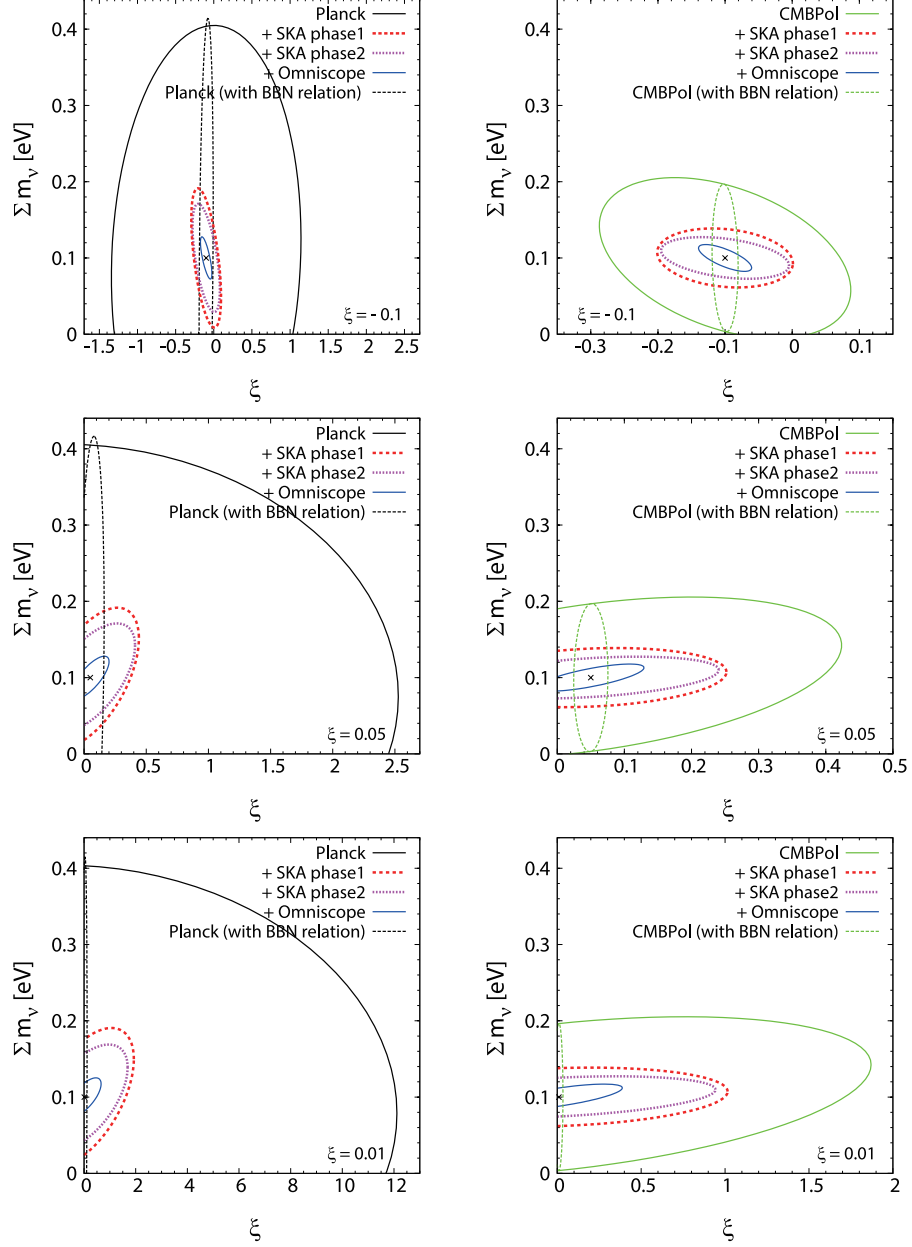 Planck
+ SKA phase1
+ SKA phase2
+ Omniscope
Planck (with BBN relation)
0.4
0.3
0.2
0.1
0
Σ mν [eV]
ξ = - 0.1
-1.5 -1 -0.5 0 0.5 1 1.5 2 2.5
ξ
CMBPol
+ SKA phase1
+ SKA phase2
+ Omniscope
CMBPol (with BBN relation)
0.4
0.3
0.2
0.1
0
Σ mν [eV]
ξ = - 0.1
-0.3 -0.2 -0.1 0 0.1
ξ
Planck
+ SKA phase1
+ SKA phase2
+ Omniscope
Planck (with BBN relation)
0.4
0.3
0.2
0.1
0
Σ mν [eV]
ξ = 0.05
0 0.5 1 1.5 2 2.5
ξ
CMBPol
+ SKA phase1
+ SKA phase2
+ Omniscope
CMBPol (with BBN relation)
0.4
0.3
0.2
0.1
0
Σ mν [eV]
ξ = 0.05
0 0.1 0.2 0.3 0.4 0.5
ξ
Planck
+ SKA phase1
+ SKA phase2
+ Omniscope
Planck (with BBN relation)
0.4
0.3
0.2
0.1
0
Σ mν [eV]
ξ = 0.01
0 2 4 6 8 10 12
ξ
CMBPol
+ SKA phase1
+ SKA phase2
+ Omniscope
CMBPol (with BBN relation)
0.4
0.3
0.2
0.1
0
Σ mν [eV]
ξ = 0.01
0 0.5 1 1.5 2
ξ